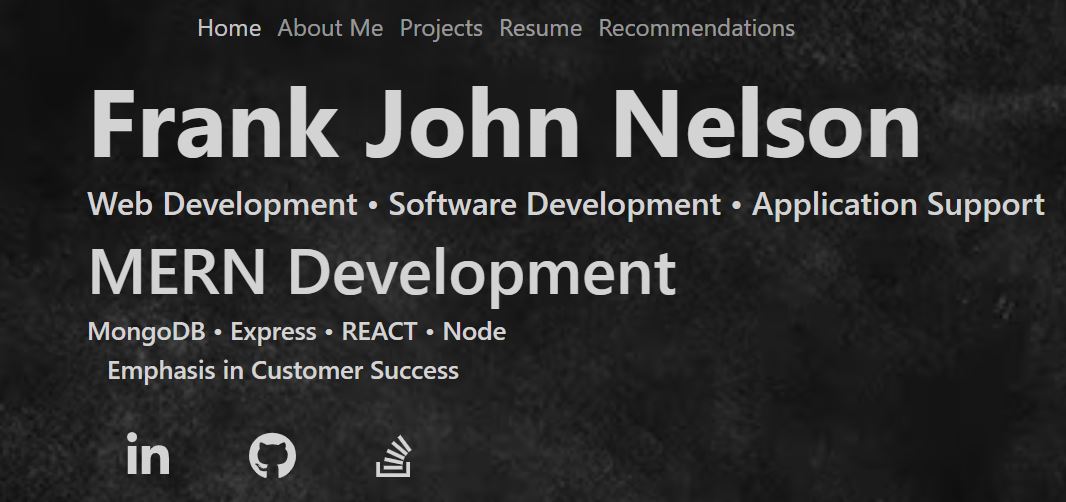 Home About Me Projects Resume Recommendations
Frank John Nelson
Web Development • Software Development • Application Support
MERN Development
MongoDB • Express • REACT • Node
Emphasis in Customer Success
in